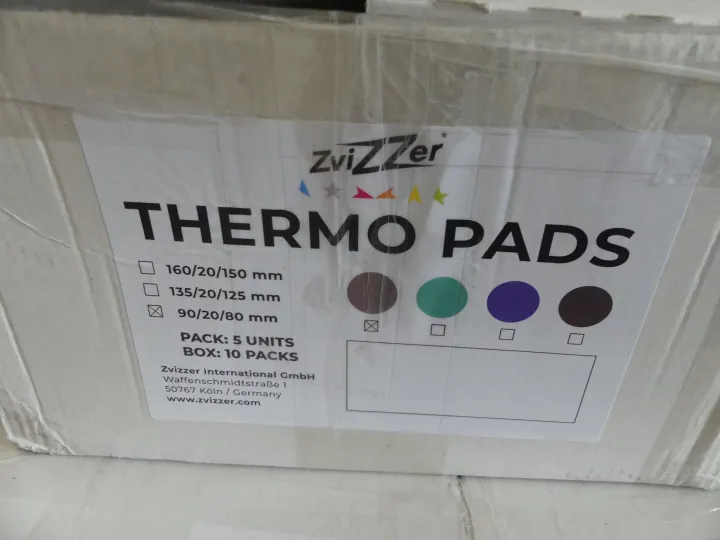 ZviZZer
THERMO PADS
160/20/150 mm
135/20/125 mm
90/20/80 mm
PACK: 5 UNITS
BOX: 10 PACKS
Zvizzer International GmbH
Waffenschmidtstraße 1
50767 Köln / Germany
www.zvizzer.com